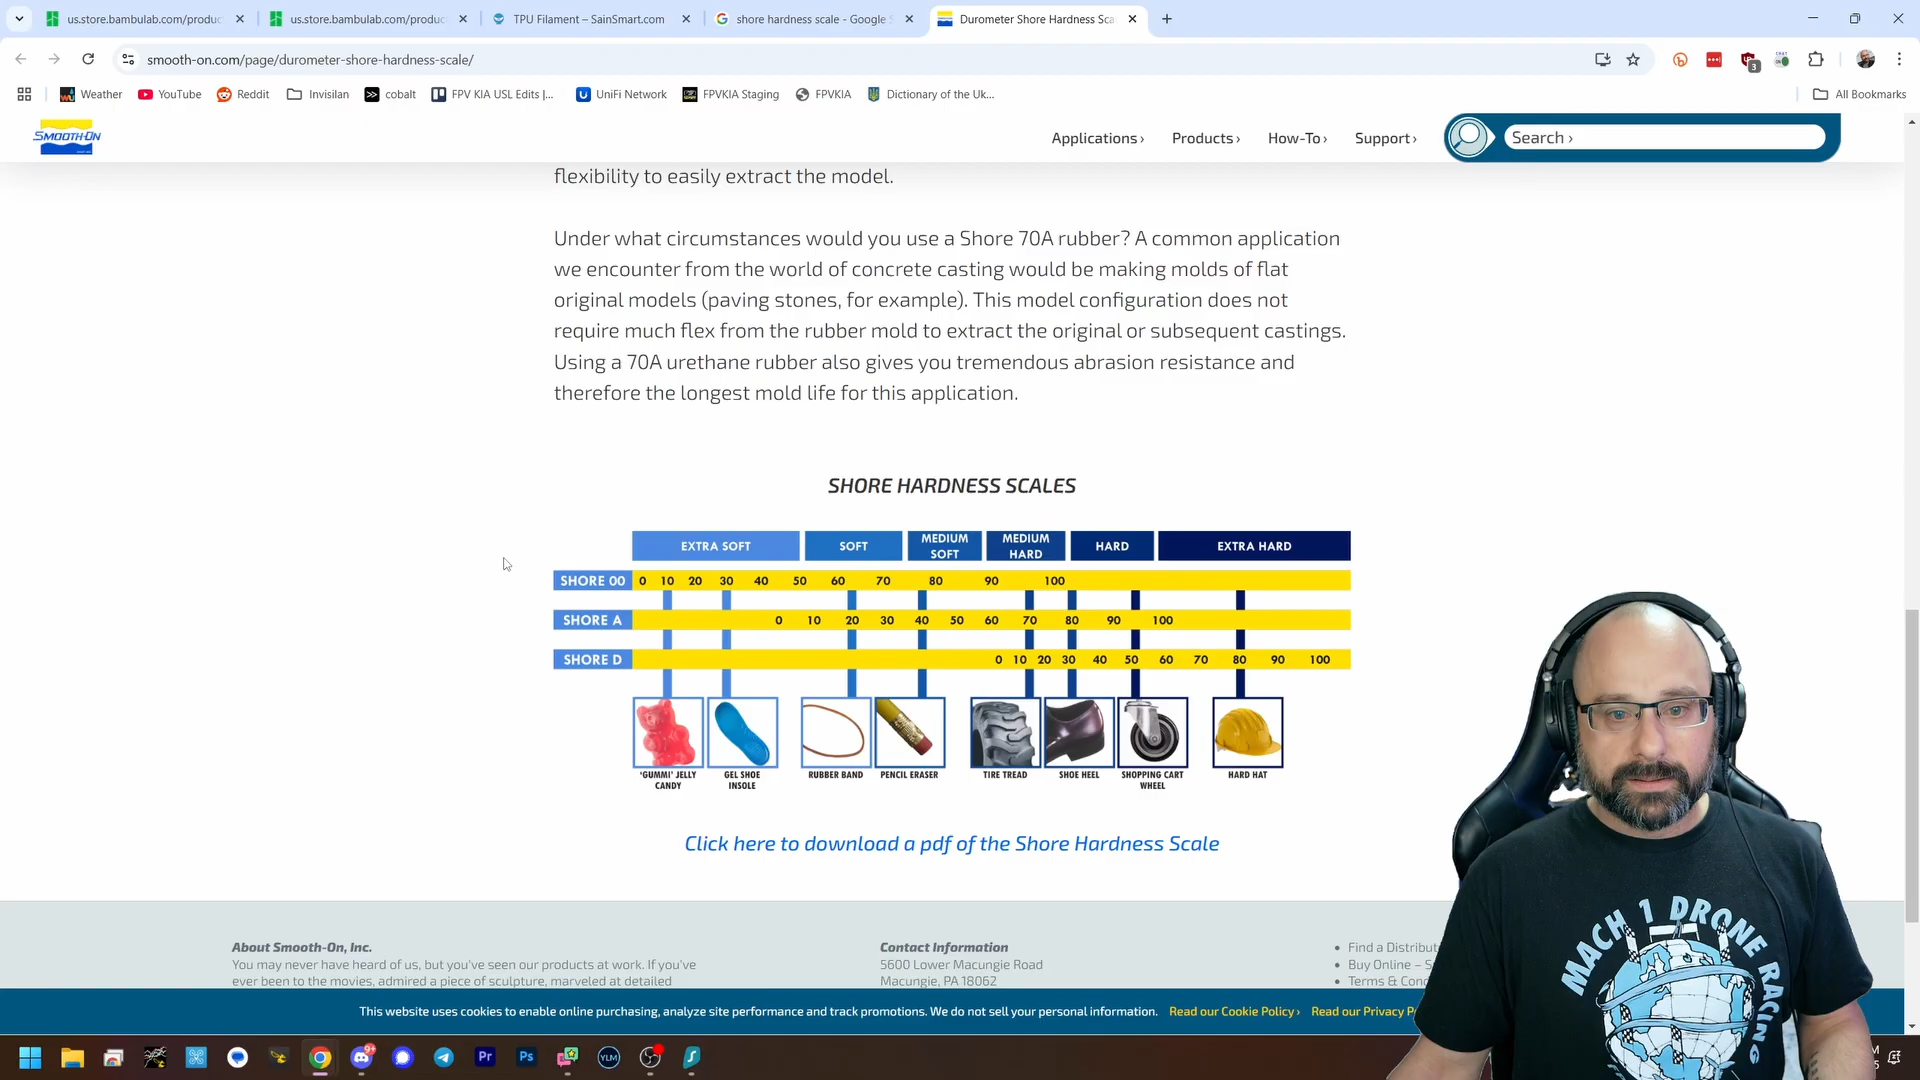 us.store.bambulab.com/produc
us.store.bambulab.com/produc
TPU Filament – SainSmart.com
shore hardness scale - Google S
Durometer Shore Hardness Sca
smooth-on.com/page/durometer-shore-hardness-scale/
3
Weather
YouTube
Reddit
Invisilan
cobalt
FPV KIA USL Edits |...
UniFi Network
FPVKIA Staging
FPVKIA
Dictionary of the Uk...
All Bookmarks
SMOOTH-ON
Applications ›
Products ›
How-To ›
Support ›
Search ›
flexibility to easily extract the model.
Under what circumstances would you use a Shore 70A rubber? A common application
we encounter from the world of concrete casting would be making molds of flat
original models (paving stones, for example). This model configuration does not
require much flex from the rubber mold to extract the original or subsequent castings.
Using a 70A urethane rubber also gives you tremendous abrasion resistance and
therefore the longest mold life for this application.
SHORE HARDNESS SCALES
EXTRA SOFT
SOFT
MEDIUM
SOFT
MEDIUM
HARD
HARD
EXTRA HARD
SHORE 00 0 10 20 30 40 50 60 70 80 90 100
SHORE A 0 10 20 30 40 50 60 70 80 90 100
SHORE D 0 10 20 30 40 50 60 70 80 90 100
'GUMMI' JELLY
CANDY
GEL SHOE
INSOLE
RUBBER BAND
PENCIL ERASER
TIRE TREAD
SHOE HEEL
SHOPPING CART
WHEEL
HARD HAT
Click here to download a pdf of the Shore Hardness Scale
About Smooth-On, Inc.
You may never have heard of us, but you've seen our products at work. If you've
ever been to the movies, admired a piece of sculpture, marveled at detailed
Contact Information
5600 Lower Macungie Road
Macungie, PA 18062
Find a Distribut
Buy Online – S
Terms & Cond
This website uses cookies to enable online purchasing, analyze site performance and track promotions. We do not sell your personal information. Read our Cookie Policy › Read our Privacy P
MACH 1 DRONE RACING
9+
Pr
Ps
YLM